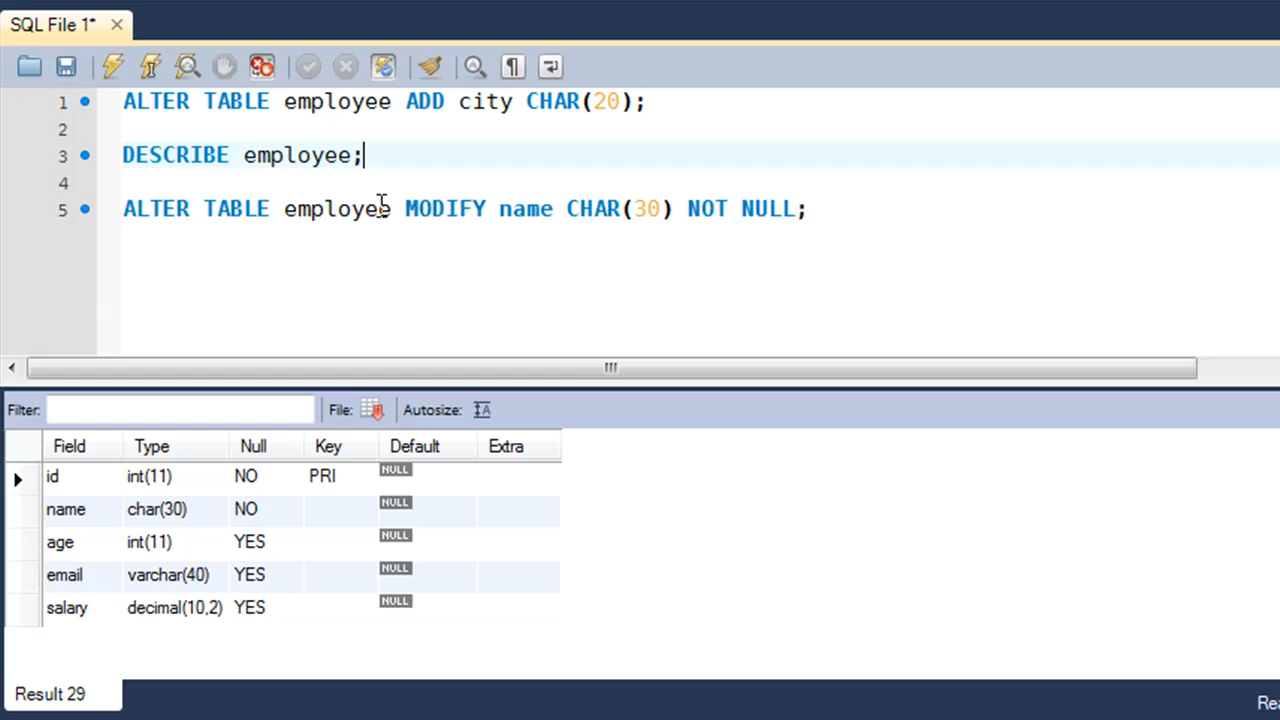 SQL File 1*
1 ALTER TABLE employee ADD city CHAR(20);
2
3 DESCRIBE employee;
4
5 ALTER TABLE employee MODIFY name CHAR(30) NOT NULL;
Filter: File: Autosize:
Field Type Null Key Default Extra
id int(11) NO PRI NULL
name char(30) NO NULL
age int(11) YES NULL
email varchar(40) YES NULL
salary decimal(10,2) YES NULL
Result 29
Rea